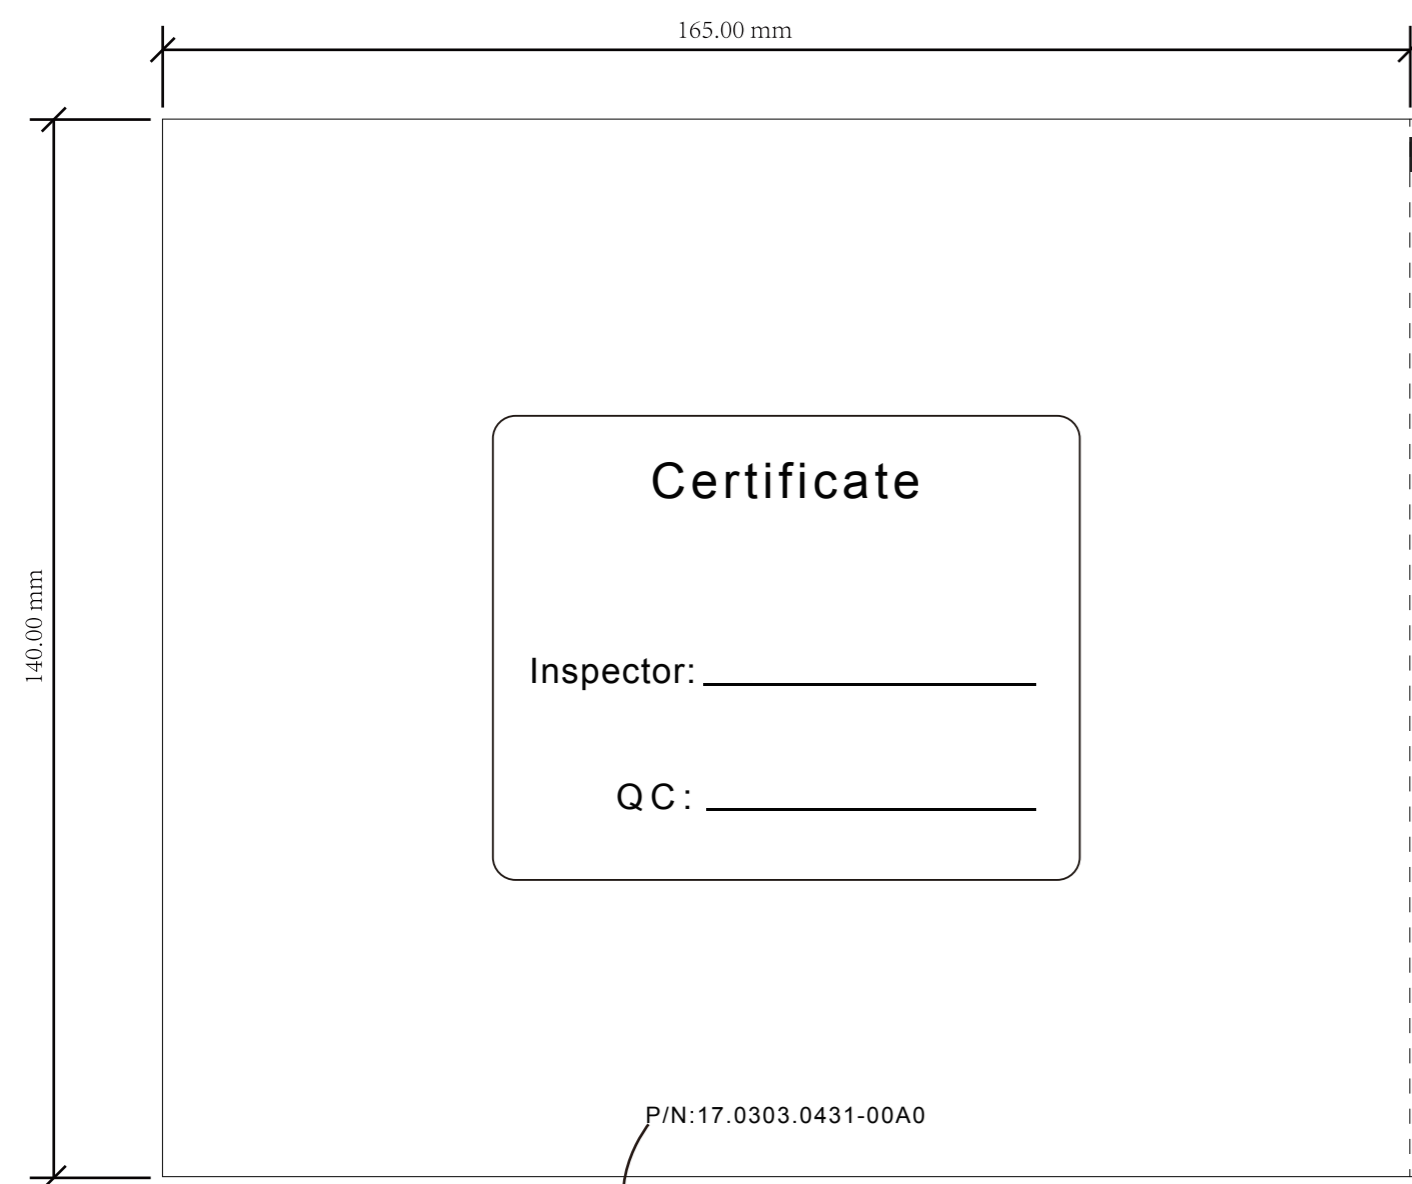 165.00 mm
140.00 mm
Certificate
Inspector:
QC:
P/N:17.0303.0431-00A0